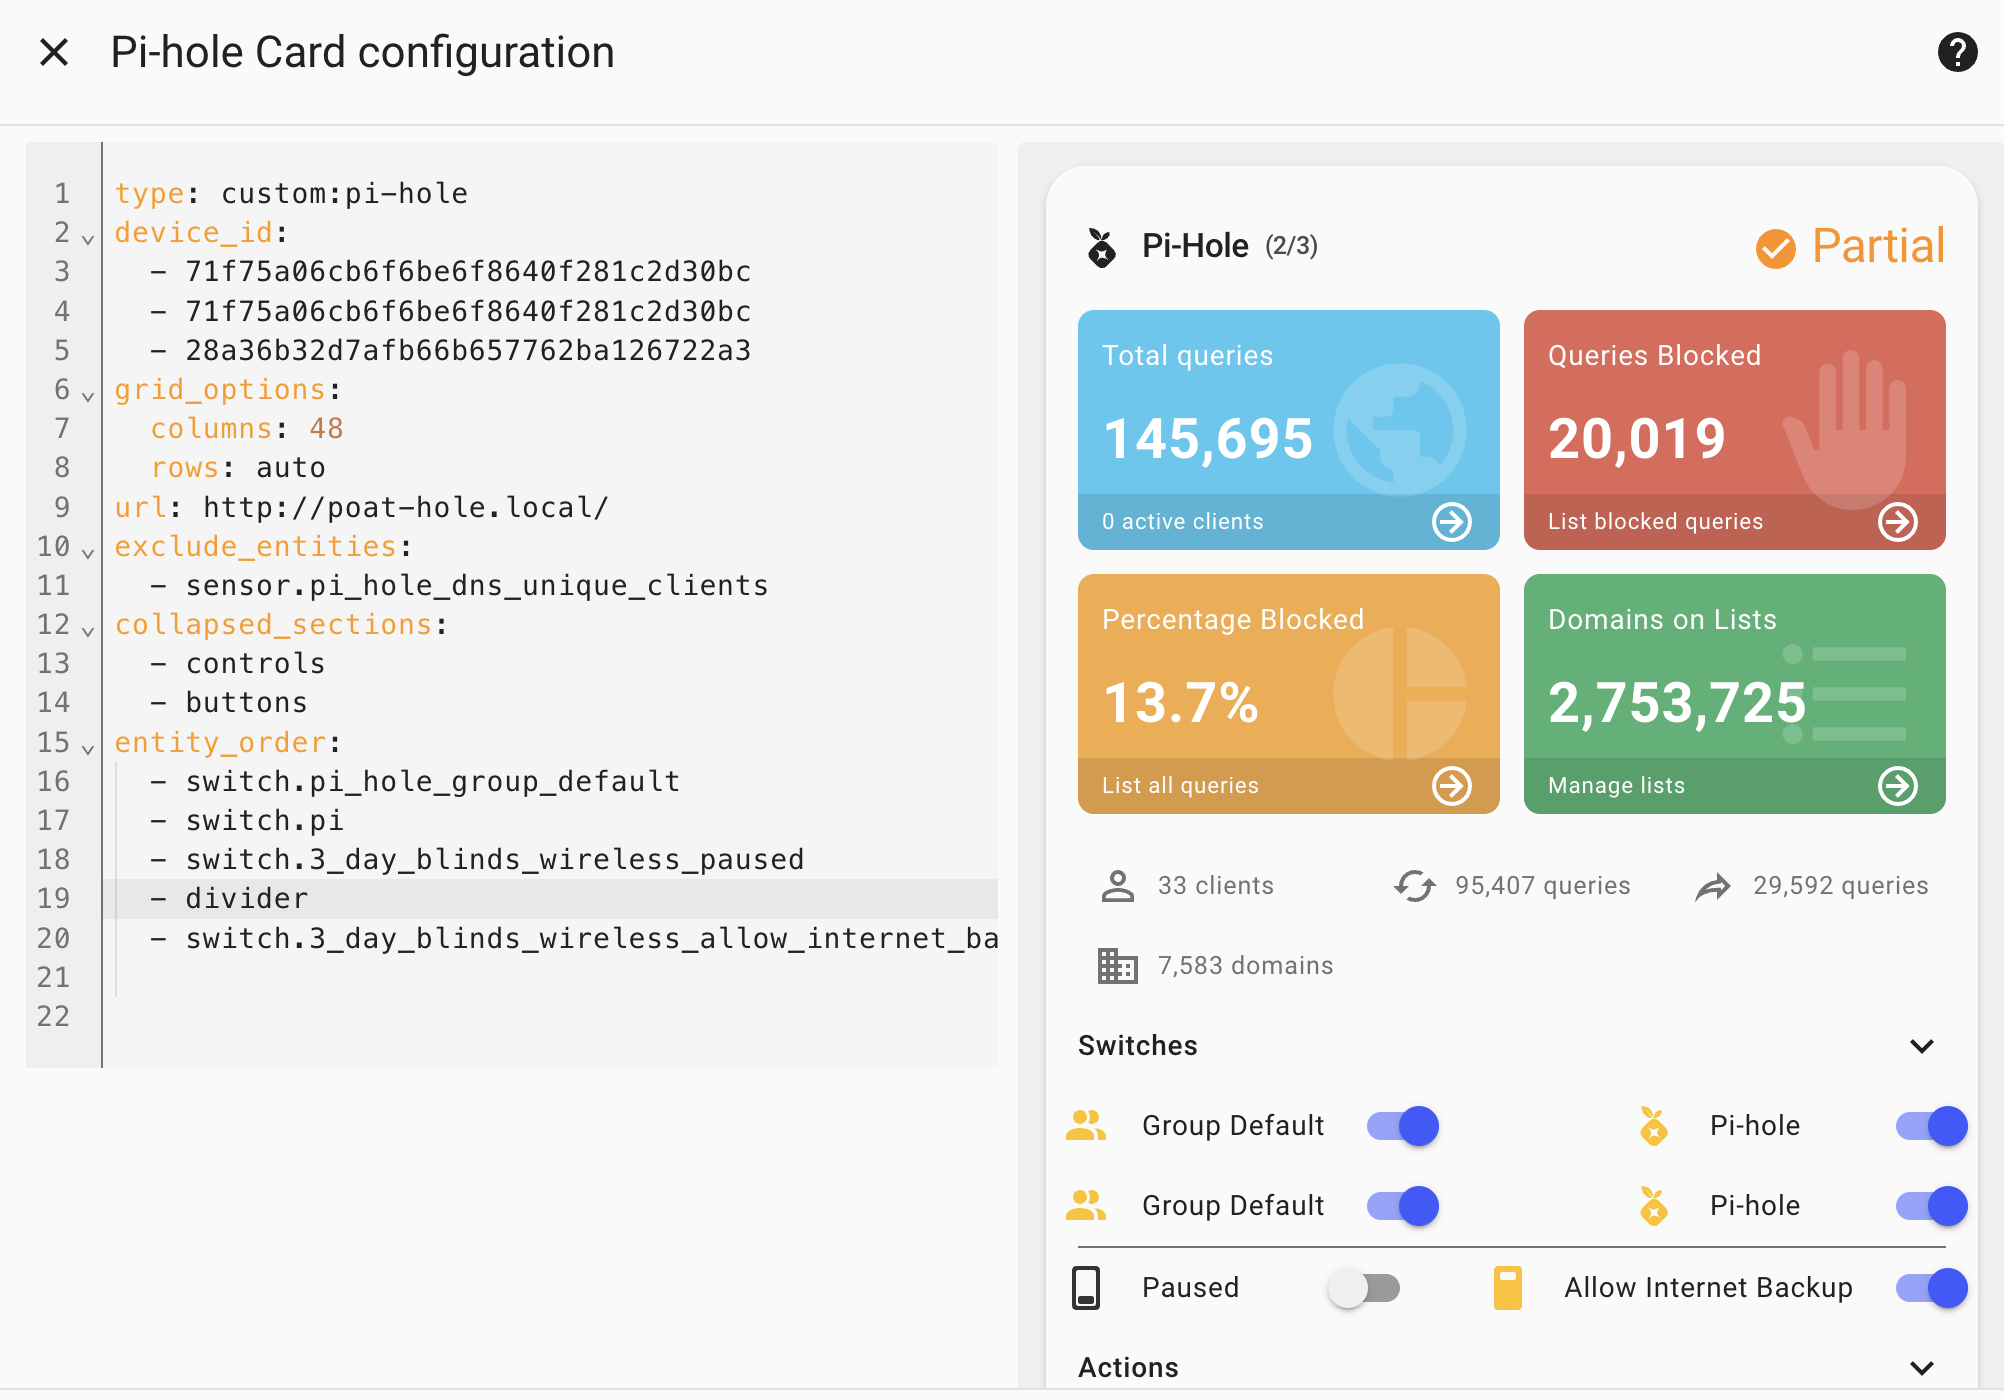 Pi-hole Card configuration
1 type: custom:pi-hole
2 device_id:
3 - 71f75a06cb6f6be6f8640f281c2d30bc
4 - 71f75a06cb6f6be6f8640f281c2d30bc
5 - 28a36b32d7afb66b657762ba126722a3
6 grid_options:
7 columns: 48
8 rows: auto
9 url: http://poat-hole.local/
10 exclude_entities:
11 - sensor.pi_hole_dns_unique_clients
12 collapsed_sections:
13 - controls
14 - buttons
15 entity_order:
16 - switch.pi_hole_group_default
17 - switch.pi
18 - switch.3_day_blinds_wireless_paused
19 - divider
20 - switch.3_day_blinds_wireless_allow_internet_ba
21
22
Pi-Hole (2/3)
Partial
Total queries
145,695
0 active clients
Queries Blocked
20,019
List blocked queries
Percentage Blocked
13.7%
List all queries
Domains on Lists
2,753,725
Manage lists
33 clients
95,407 queries
29,592 queries
7,583 domains
Switches
Group Default
Pi-hole
Group Default
Pi-hole
Paused
Allow Internet Backup
Actions